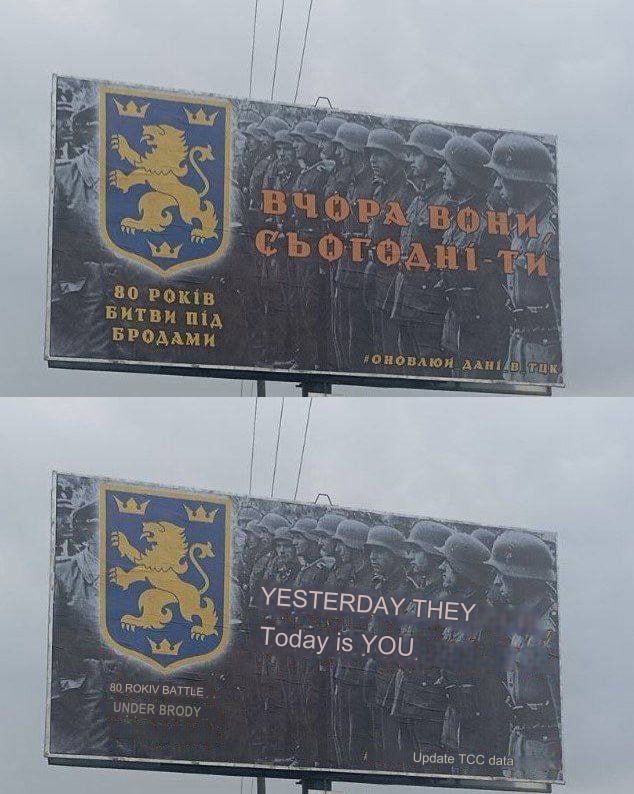 ВЧОРА ВОНИ,
СЬОГОДНІ-ТИ
80 РОКІВ
БИТВИ ПІД
БРОДАМИ
#ОНОВЛЮЙ ДАНІ В ТЦК
YESTERDAY THEY
Today is YOU
80 ROKIV BATTLE
UNDER BRODY
Update TCC data